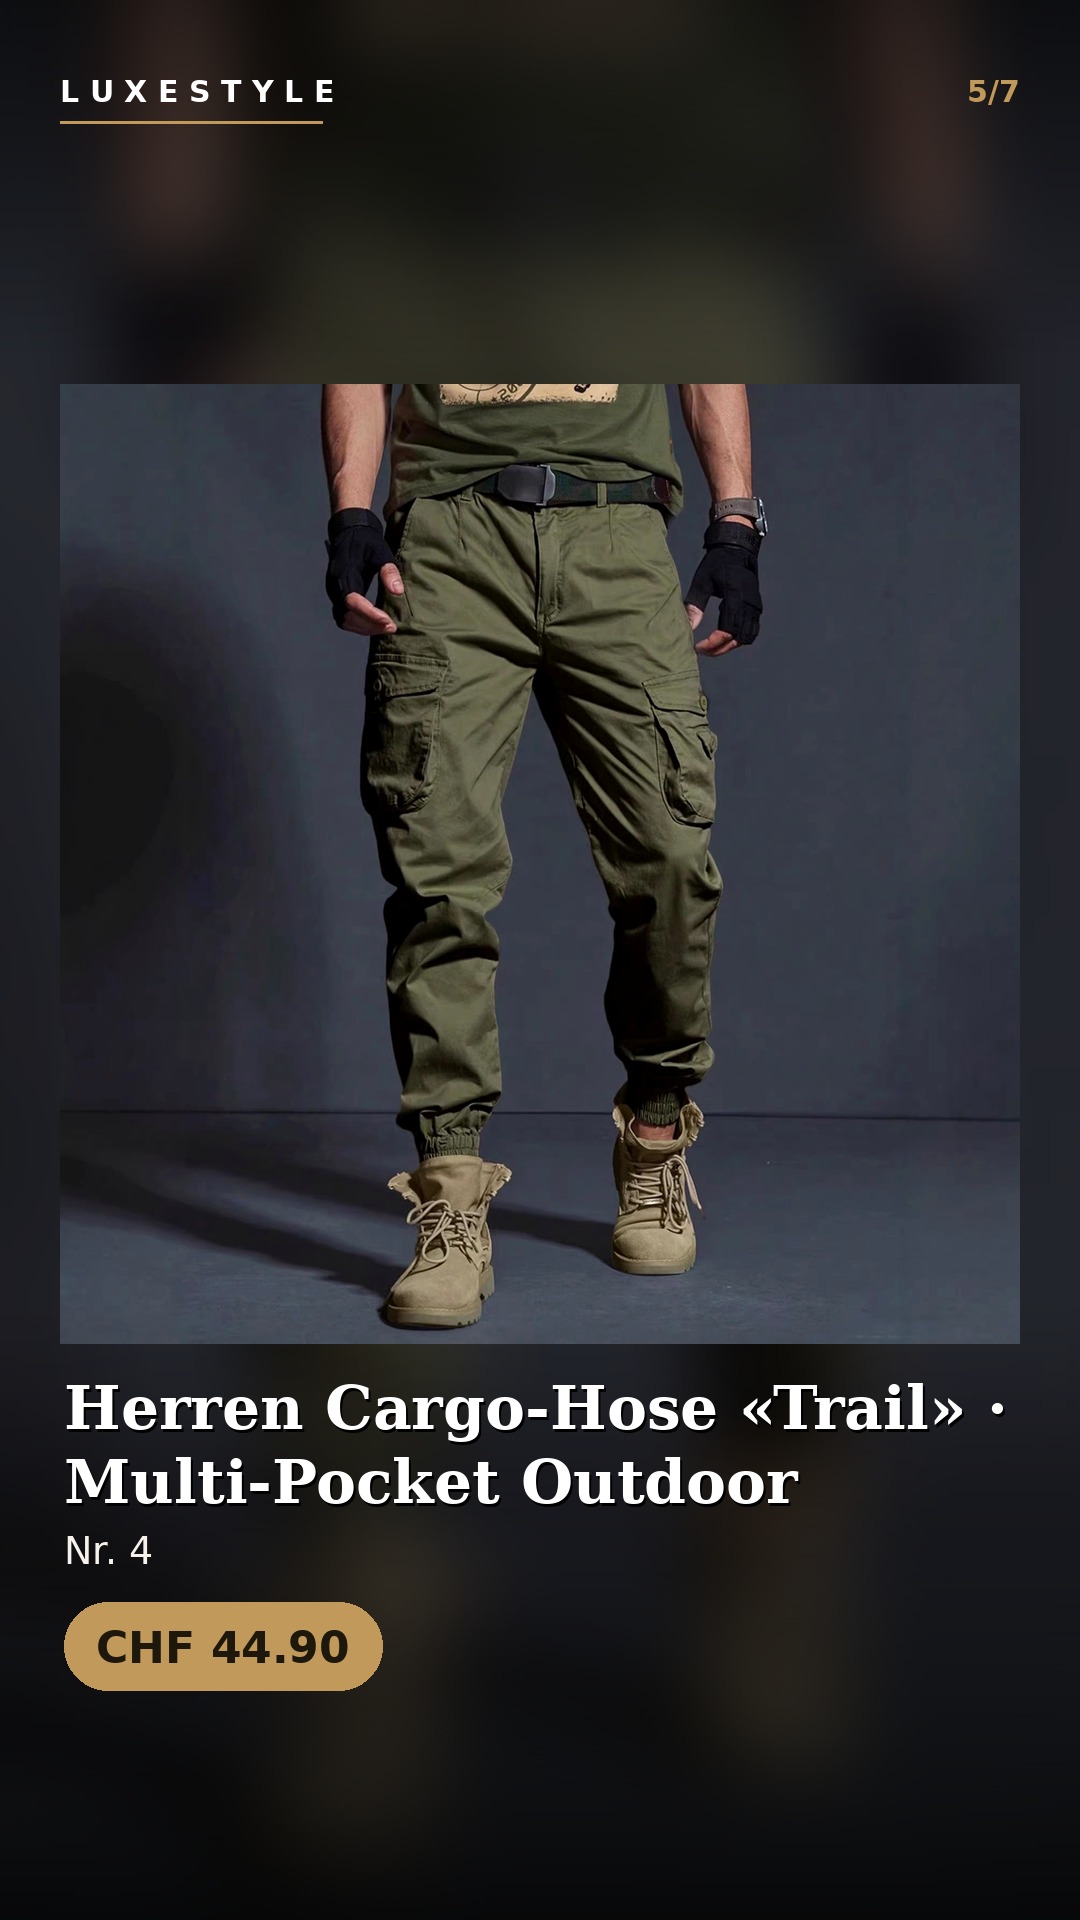 LUXESTYLE
5/7
Herren Cargo-Hose «Trail» ·
Multi-Pocket Outdoor
Nr. 4
CHF 44.90